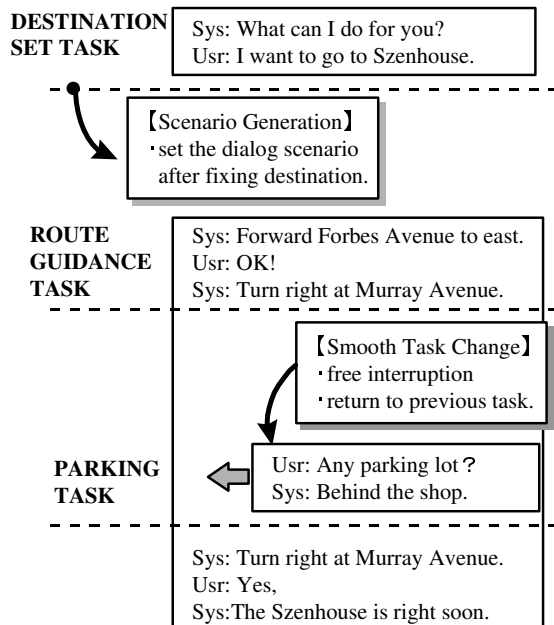 DESTINATION
SET TASK
Sys: What can I do for you?
Usr: I want to go to Szenhouse.
【Scenario Generation】
・set the dialog scenario
after fixing destination.
ROUTE
GUIDANCE
TASK
Sys: Forward Forbes Avenue to east.
Usr: OK!
Sys: Turn right at Murray Avenue.
【Smooth Task Change】
・free interruption
・return to previous task.
PARKING
TASK
Usr: Any parking lot？
Sys: Behind the shop.
Sys: Turn right at Murray Avenue.
Usr: Yes,
Sys:The Szenhouse is right soon.